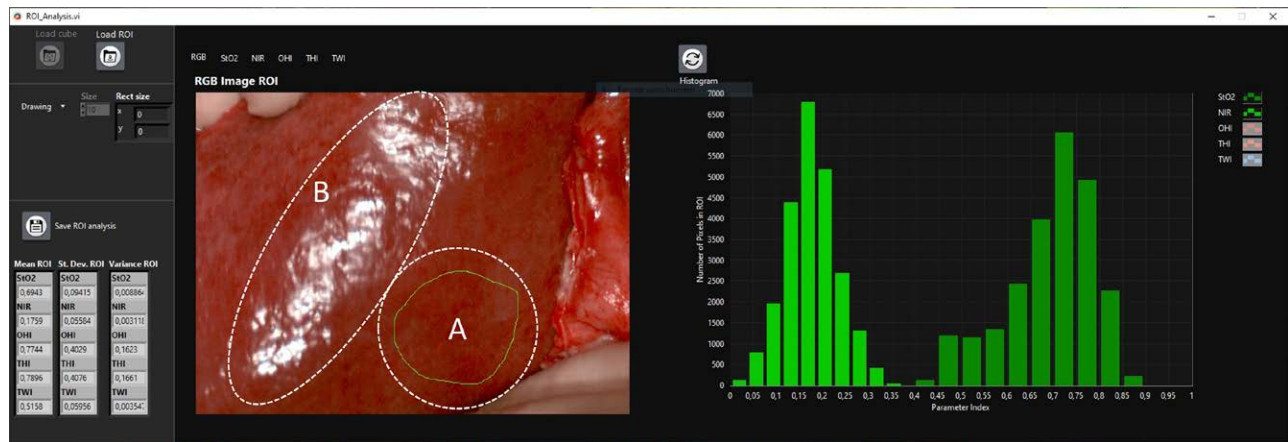 ROI_Analysis.vi
Load cube
Load ROI
Drawing
Size
Rect size
x
0
y
0
Save ROI analysis
Mean ROI St. Dev. ROI Variance ROI
StO2 StO2 StO2
0,6943 0,09415 0,00886
NIR NIR NIR
0,1759 0,05584 0,003118
OHI OHI OHI
0,7744 0,4029 0,1623
THI THI THI
0,7896 0,4076 0,1661
TWI TWI TWI
0,5158 0,05956 0,00354
RGB StO2 NIR OHI THI TWI
RGB Image ROI
B
A
Histogram
Number of Pixels in ROI
7000
6500
6000
5500
5000
4500
4000
3500
3000
2500
2000
1500
1000
500
0
0 0,05 0,1 0,15 0,2 0,25 0,3 0,35 0,4 0,45 0,5 0,55 0,6 0,65 0,7 0,75 0,8 0,85 0,9 0,95 1
Parameter Index
StO2
NIR
OHI
THI
TWI